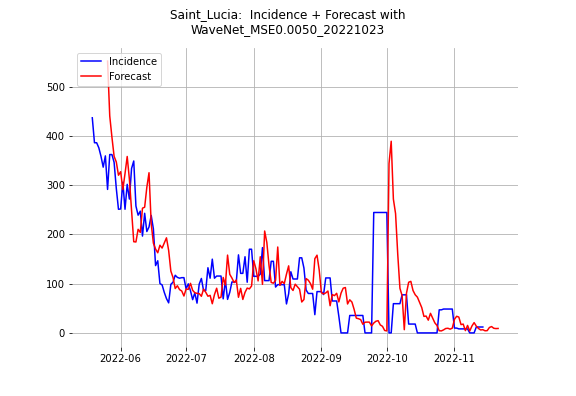 Saint_Lucia:  Incidence + Forecast with
WaveNet_MSE0.0050_20221023
Incidence
Forecast
500
400
300
200
100
0
2022-06 2022-07 2022-08 2022-09 2022-10 2022-11